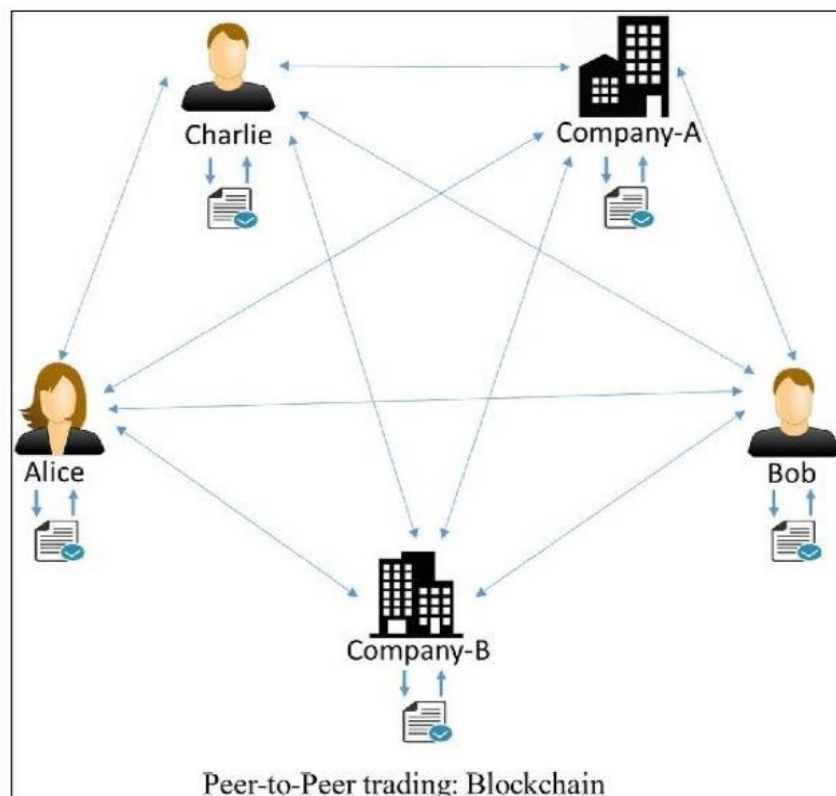 Charlie
Company-A
Alice
Bob
Company-B
Peer-to-Peer trading: Blockchain